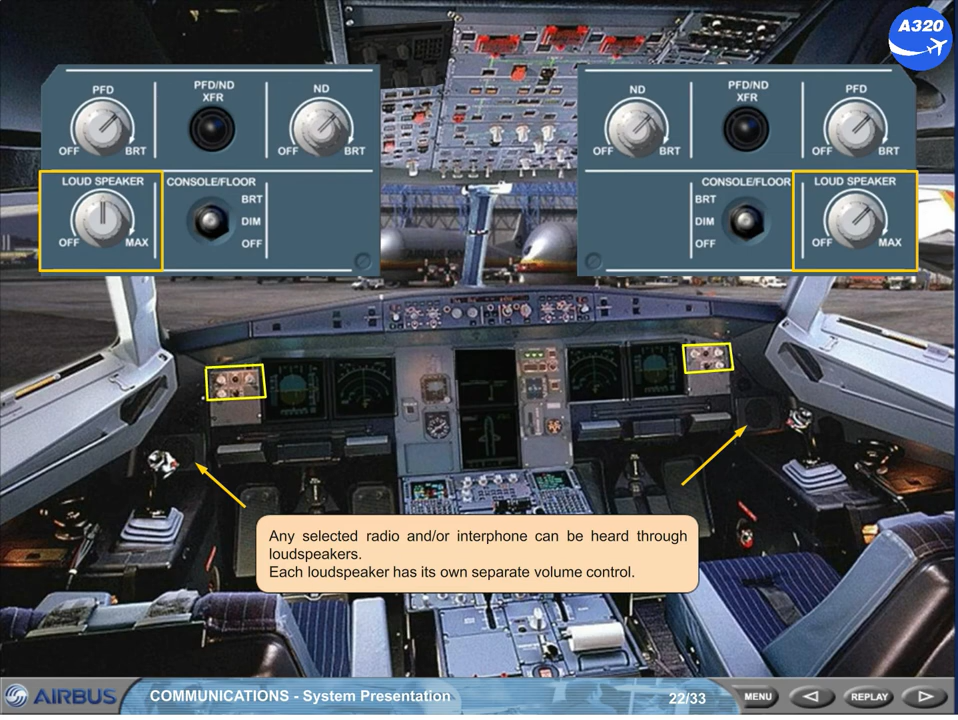 A320
PFD
PFD/ND
XFR
ND
OFF
BRT
OFF
BRT
LOUD SPEAKER
CONSOLE/FLOOR
OFF
MAX
BRT
DIM
OFF
ND
PFD/ND
XFR
PFD
OFF
BRT
OFF
BRT
CONSOLE/FLOOR
LOUD SPEAKER
BRT
DIM
OFF
OFF
MAX
Any selected radio and/or interphone can be heard through
loudspeakers.
Each loudspeaker has its own separate volume control.
AIRBUS
COMMUNICATIONS - System Presentation
22/33
MENU
REPLAY